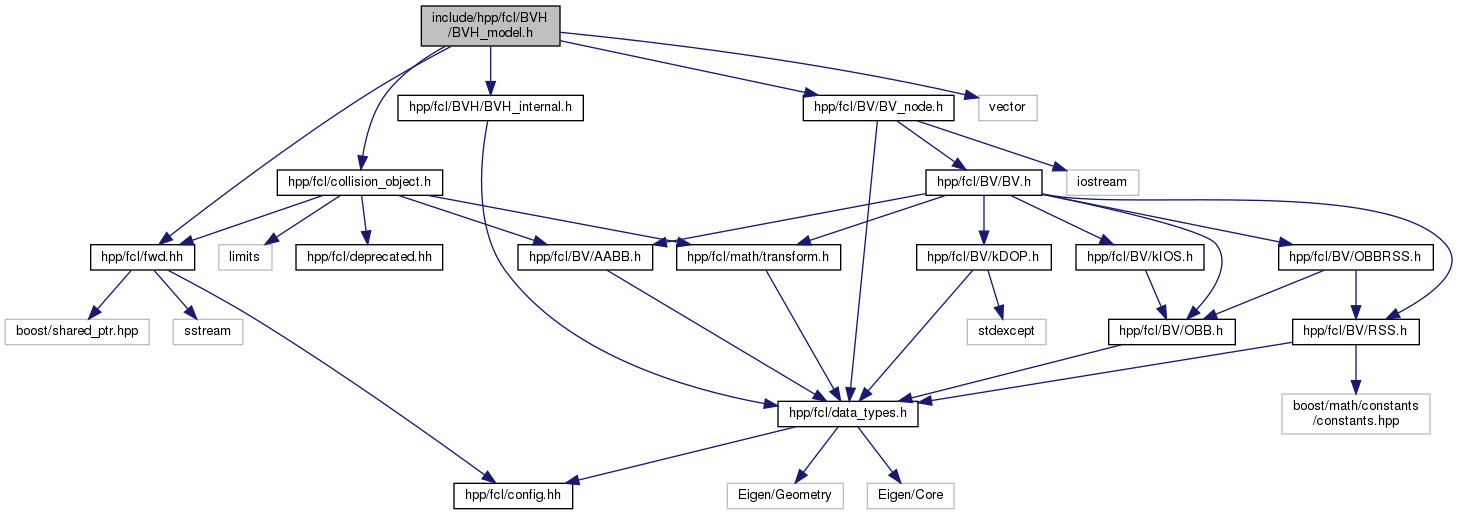 include/hpp/fcl/BVH
/BVH_model.h
hpp/fcl/BVH/BVH_internal.h
hpp/fcl/BV/BV_node.h
vector
hpp/fcl/collision_object.h
hpp/fcl/BV/BV.h
iostream
hpp/fcl/fwd.hh
limits
hpp/fcl/deprecated.hh
hpp/fcl/BV/AABB.h
hpp/fcl/math/transform.h
hpp/fcl/BV/kDOP.h
hpp/fcl/BV/kIOS.h
hpp/fcl/BV/OBBRSS.h
boost/shared_ptr.hpp
sstream
stdexcept
hpp/fcl/BV/OBB.h
hpp/fcl/BV/RSS.h
hpp/fcl/data_types.h
boost/math/constants
/constants.hpp
hpp/fcl/config.hh
Eigen/Geometry
Eigen/Core